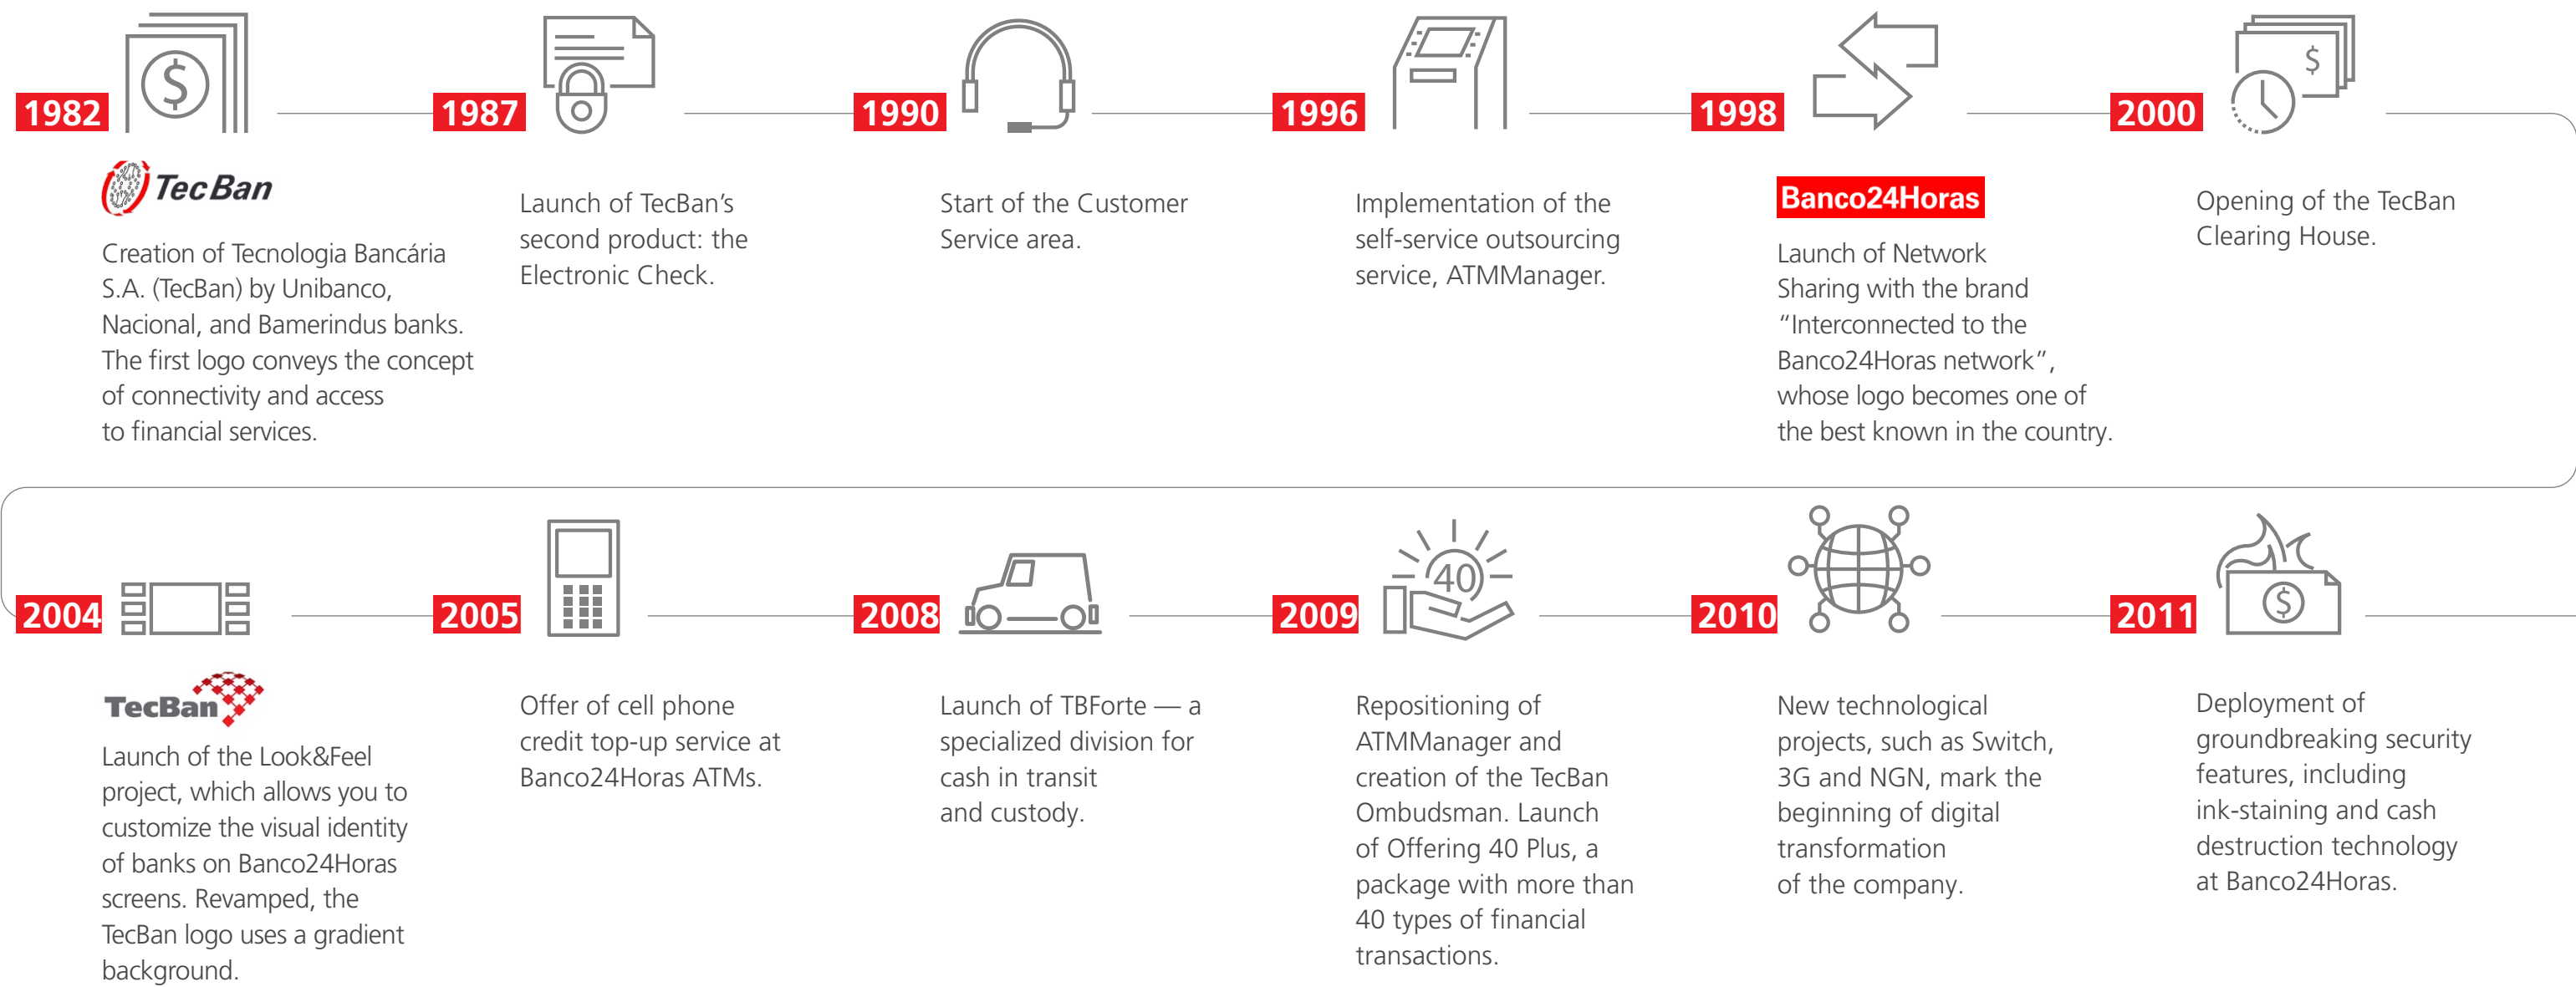 1982
$
TecBan
Creation of Tecnologia Bancária
S.A. (TecBan) by Unibanco,
Nacional, and Bamerindus banks.
The first logo conveys the concept
of connectivity and access
to financial services.
1987
Launch of TecBan’s
second product: the
Electronic Check.
1990
Start of the Customer
Service area.
1996
Implementation of the
self-service outsourcing
service, ATMManager.
1998
Banco24Horas
Launch of Network
Sharing with the brand
“Interconnected to the
Banco24Horas network”,
whose logo becomes one of
the best known in the country.
2000
$
Opening of the TecBan
Clearing House.
2004
TecBan
Launch of the Look&Feel
project, which allows you to
customize the visual identity
of banks on Banco24Horas
screens. Revamped, the
TecBan logo uses a gradient
background.
2005
Offer of cell phone
credit top-up service at
Banco24Horas ATMs.
2008
Launch of TBForte — a
specialized division for
cash in transit
and custody.
2009
40
Repositioning of
ATMManager and
creation of the TecBan
Ombudsman. Launch
of Offering 40 Plus, a
package with more than
40 types of financial
transactions.
2010
New technological
projects, such as Switch,
3G and NGN, mark the
beginning of digital
transformation
of the company.
2011
$
Deployment of
groundbreaking security
features, including
ink-staining and cash
destruction technology
at Banco24Horas.